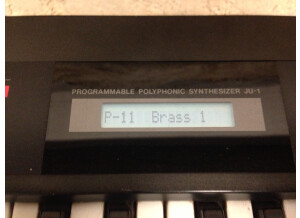 PROGRAMMABLE POLYPHONIC SYNTHESIZER JU-1
P-11 Brass 1